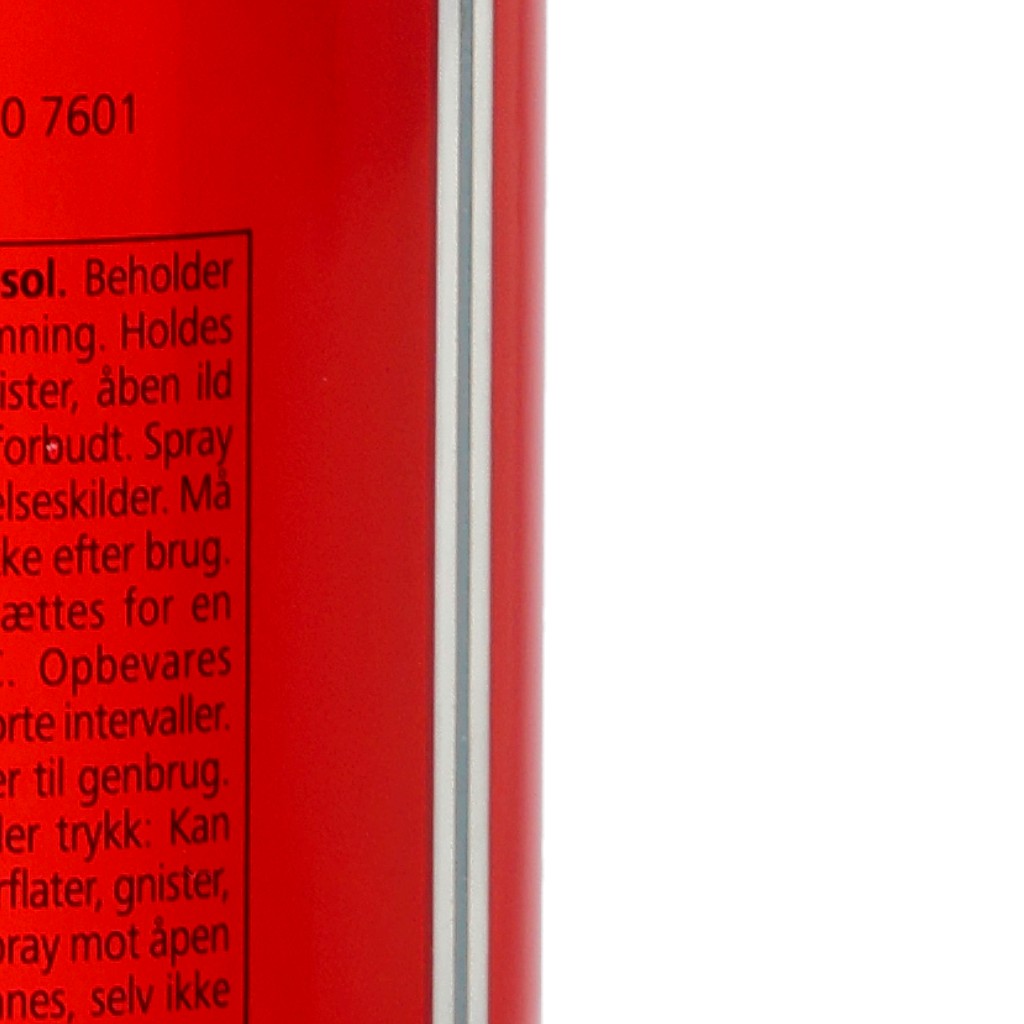 0 7601
sol. Beholder
nning. Holdes
ister, åben ild
forbudt. Spray
elseskilder. Må
ke efter brug.
ættes for en
C. Opbevares
orte intervaller.
er til genbrug.
ler trykk: Kan
rflater, gnister,
pray mot åpen
nnes, selv ikke